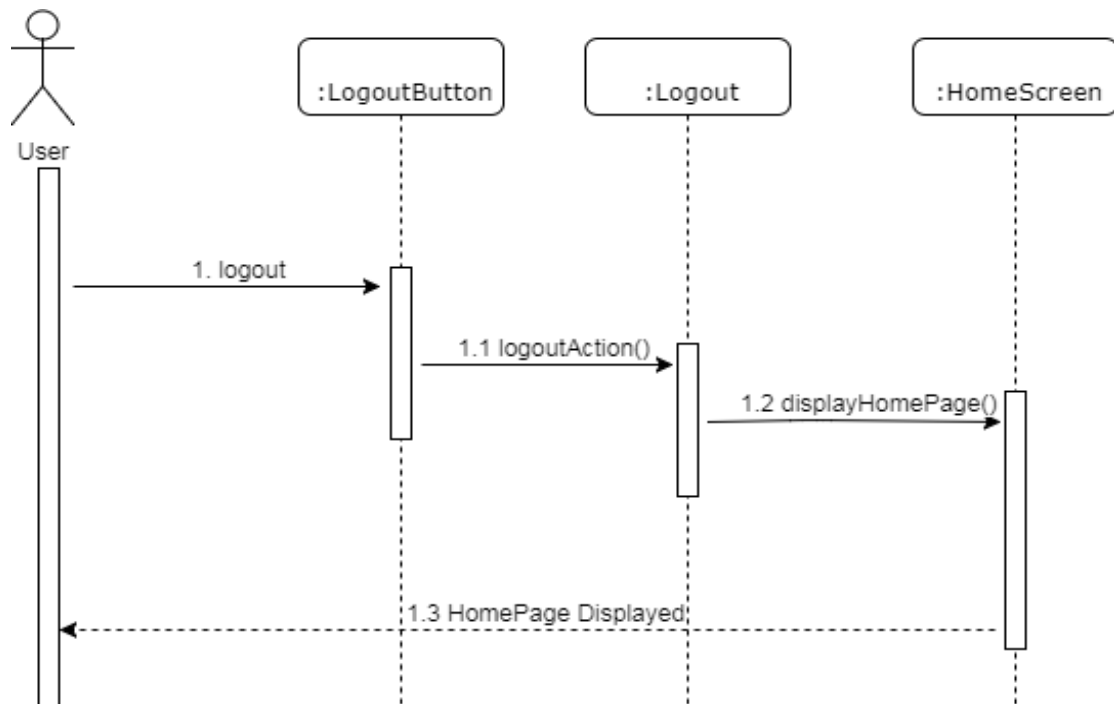 :LogoutButton
:Logout
:HomeScreen
User
1. logout
1.1 logoutAction()
1.2 displayHomePage()
1.3 HomePage Displayed